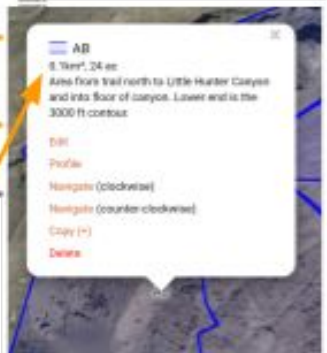 AB
0.1km², 24 ac
Area from trail north to Little Hunter Canyon
and into floor of canyon. Lower end is the
3000 ft contour
Edit
Profile
Navigate (clockwise)
Navigate (counter-clockwise)
Copy (+)
Delete